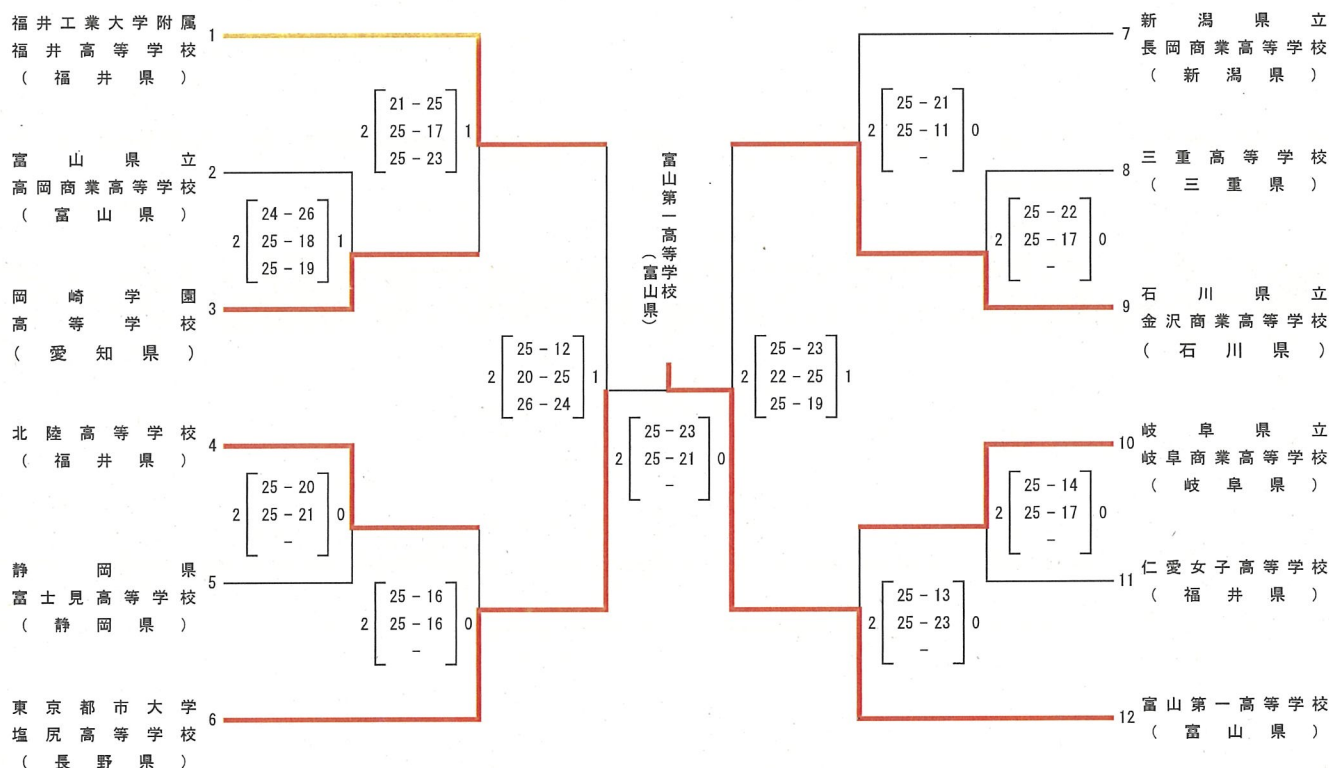 福井工業大学附属
福井高等学校
(福井県)
1
富山県立
高岡商業高等学校
(富山県)
2
岡崎学園
高等学校
(愛知県)
3
北陸高等学校
(福井県)
4
静岡県
富士見高等学校
(静岡県)
5
東京都市大学
塩尻高等学校
(長野県)
6
21 - 25
2 25 - 17 1
25 - 23
24 - 26
2 25 - 18 1
25 - 19
25 - 12
2 20 - 25 1
26 - 24
25 - 20
2 25 - 21 0
-
25 - 16
2 25 - 16 0
-
富山第一高等学校
(富山県)
25 - 23
2 25 - 21 0
-
25 - 21
2 25 - 11 0
-
25 - 22
2 25 - 17 0
-
25 - 23
2 22 - 25 1
25 - 19
25 - 14
2 25 - 17 0
-
25 - 13
2 25 - 23 0
-
7
新潟県立
長岡商業高等学校
(新潟県)
8
三重高等学校
(三重県)
9
石川県立
金沢商業高等学校
(石川県)
10
岐阜県立
岐阜商業高等学校
(岐阜県)
11
仁愛女子高等学校
(福井県)
12
富山第一高等学校
(富山県)